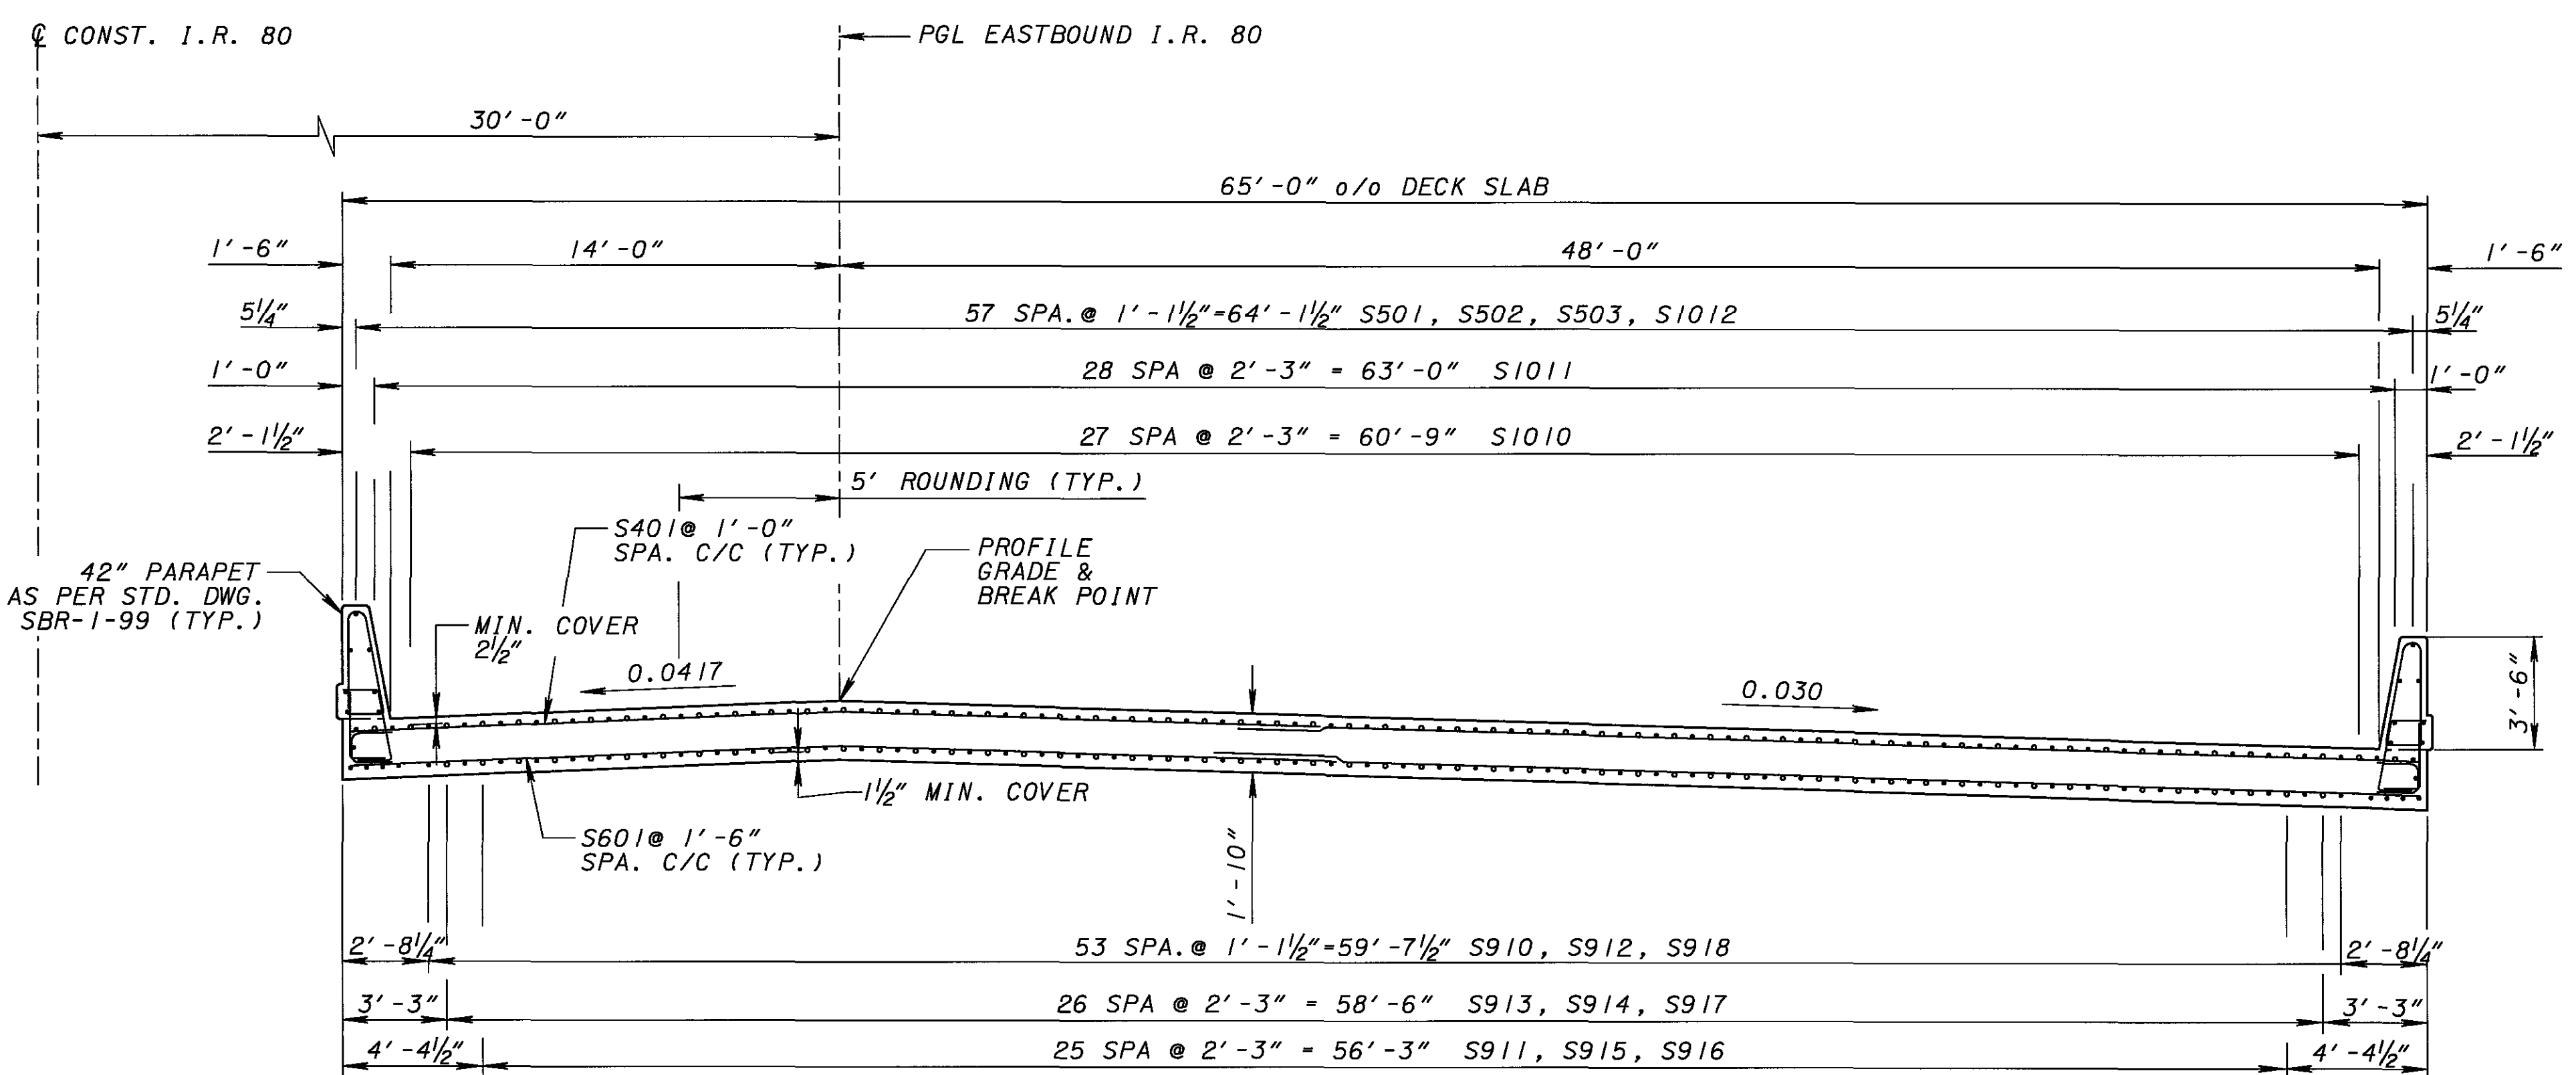 ℄ CONST. I.R. 80
PGL EASTBOUND I.R. 80
30'-0"
65'-0" o/o DECK SLAB
1'-6"
14'-0"
48'-0"
1'-6"
5¼"
57 SPA.@ 1'-1½"=64'-1½" S501, S502, S503, S1012
5¼"
1'-0"
28 SPA @ 2'-3" = 63'-0" S1011
1'-0"
2'-1½"
27 SPA @ 2'-3" = 60'-9" S1010
2'-1½"
5' ROUNDING (TYP.)
S401@ 1'-0"
SPA. C/C (TYP.)
PROFILE
GRADE &
BREAK POINT
42" PARAPET
AS PER STD. DWG.
SBR-1-99 (TYP.)
MIN. COVER
2½"
0.0417
0.030
3'-6"
1½" MIN. COVER
S601@ 1'-6"
SPA. C/C (TYP.)
1'-10"
2'-8¼"
53 SPA.@ 1'-1½"=59'-7½" S910, S912, S918
2'-8¼"
3'-3"
26 SPA @ 2'-3" = 58'-6" S913, S914, S917
3'-3"
4'-4½"
25 SPA @ 2'-3" = 56'-3" S911, S915, S916
4'-4½"